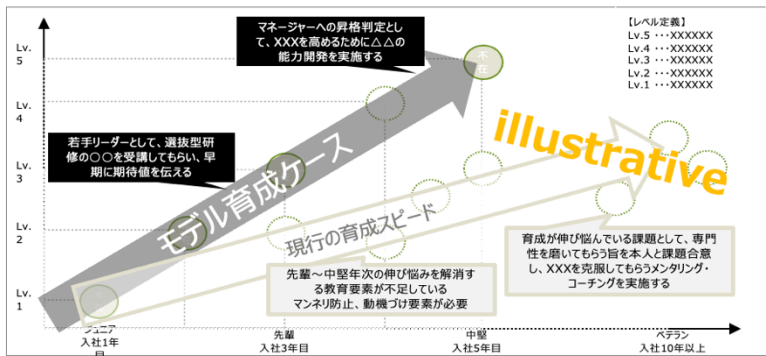 マネージャーへの昇格判定とし
て、XXXを高めるために△△の
能力開発を実施する
【レベル定義】
Lv.5 ･･･XXXXXX
Lv.4 ･･･XXXXXX
Lv.3 ･･･XXXXXX
Lv.2 ･･･XXXXXX
Lv.1 ･･･XXXXXX
Lv.
5
不
在
Lv.
4
若手リーダーとして、選抜型研
修の○○を受講してもらい、早
期に期待値を伝える
illustrative
Lv.
3
モデル育成ケース
Lv.
2
現行の育成スピード
先輩～中堅年次の伸び悩みを解消す
る教育要素が不足している
マンネリ防止、動機づけ要素が必要
育成が伸び悩んでいる課題として、専門
性を磨いてもらう旨を本人と課題合意
し、XXXを克服してもらうメンタリング・
コーチングを実施する
Lv.
1
ジュニア
入社1年
目
先輩
入社3年目
中堅
入社5年目
ベテラン
入社10年以上